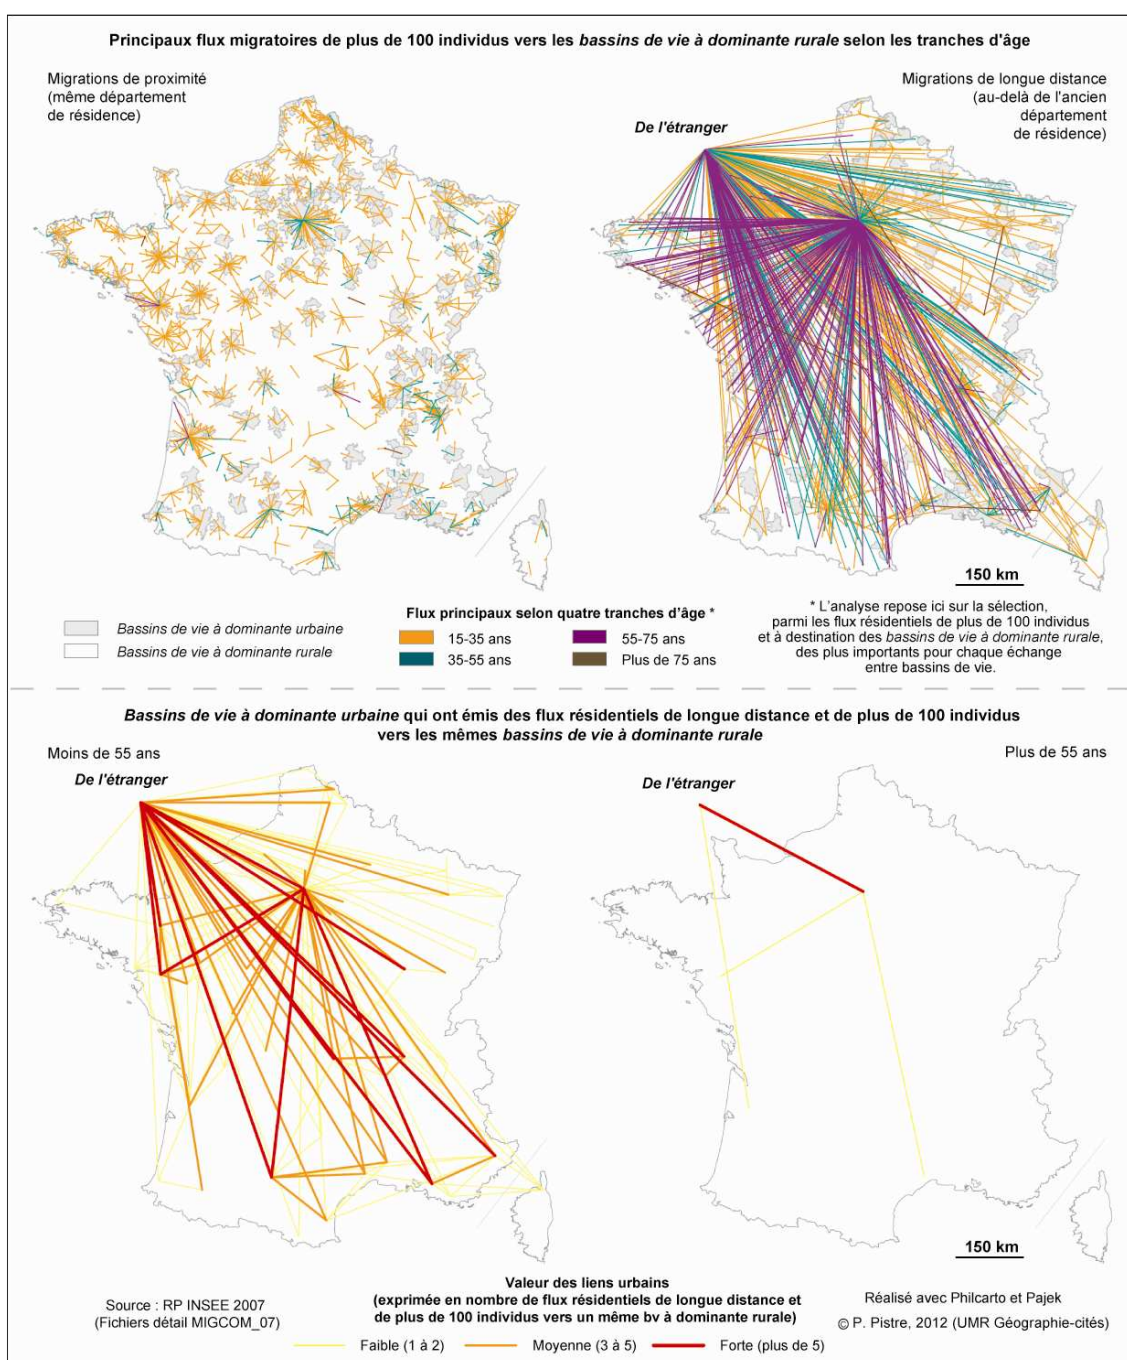 Principaux flux migratoires de plus de 100 individus vers les bassins de vie à dominante rurale selon les tranches d'âge
Migrations de proximité
(même département
de résidence)
Migrations de longue distance
(au-delà de l'ancien
département
de résidence)
De l'étranger
150 km
Bassins de vie à dominante urbaine
Bassins de vie à dominante rurale
Flux principaux selon quatre tranches d'âge *
15-35 ans
55-75 ans
35-55 ans
Plus de 75 ans
* L'analyse repose ici sur la sélection,
parmi les flux résidentiels de plus de 100 individus
et à destination des bassins de vie à dominante rurale,
des plus importants pour chaque échange
entre bassins de vie.
Bassins de vie à dominante urbaine qui ont émis des flux résidentiels de longue distance et de plus de 100 individus
vers les mêmes bassins de vie à dominante rurale
Moins de 55 ans
Plus de 55 ans
De l'étranger
De l'étranger
150 km
Source : RP INSEE 2007
(Fichiers détail MIGCOM_07)
Valeur des liens urbains
(exprimée en nombre de flux résidentiels de longue distance et
de plus de 100 individus vers un même bv à dominante rurale)
Faible (1 à 2)
Moyenne (3 à 5)
Forte (plus de 5)
Réalisé avec Philcarto et Pajek
© P. Pistre, 2012 (UMR Géographie-cités)